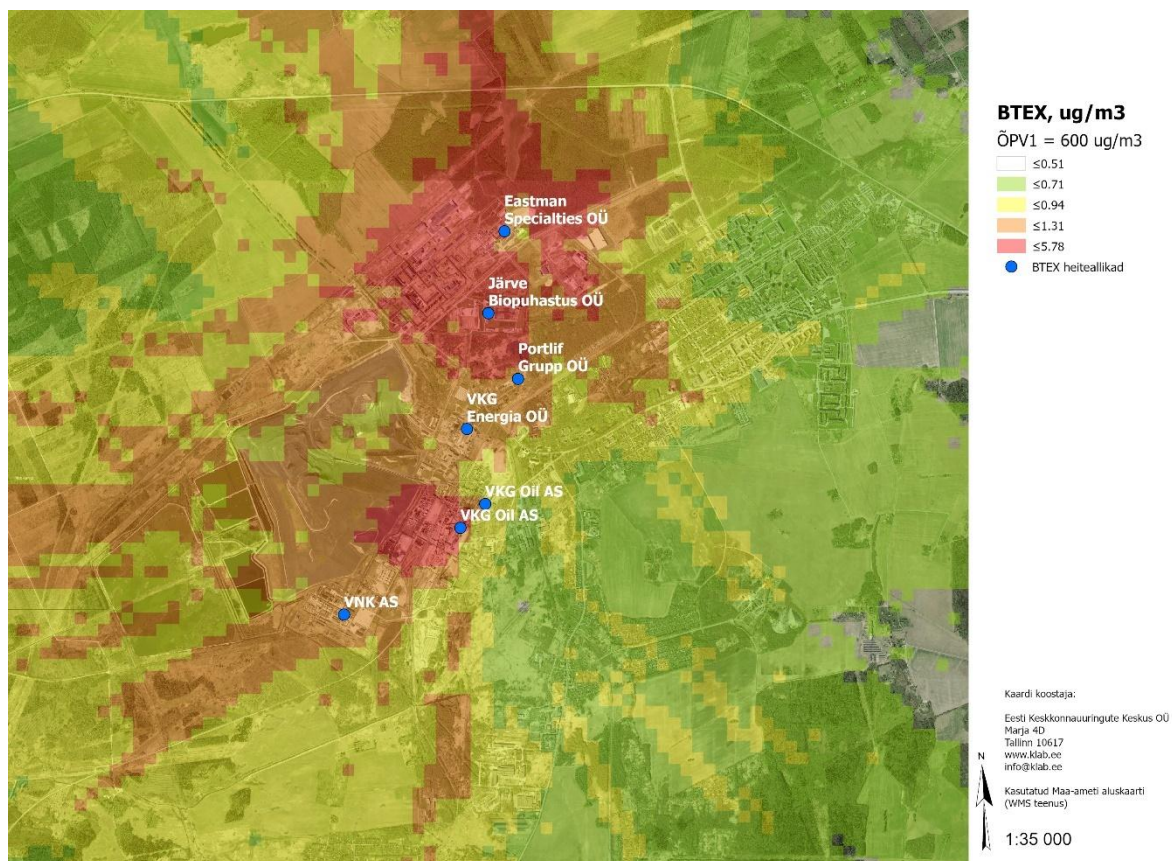 Eastman
Specialties OÜ
Järve
Biopuhastus OÜ
Portlif
Grupp OÜ
VKG
Energia OÜ
VKG Oil AS
VKG Oil AS
VNK AS
BTEX, ug/m3
ÕPV1 = 600 ug/m3
≤0.51
≤0.71
≤0.94
≤1.31
≤5.78
BTEX heiteallikad
Kaardi koostaja:
Eesti Keskkonnauuringute Keskus OÜ
Marja 4D
Tallinn 10617
www.klab.ee
info@klab.ee
Kasutatud Maa-ameti aluskaarti
(WMS teenus)
N
1:35 000